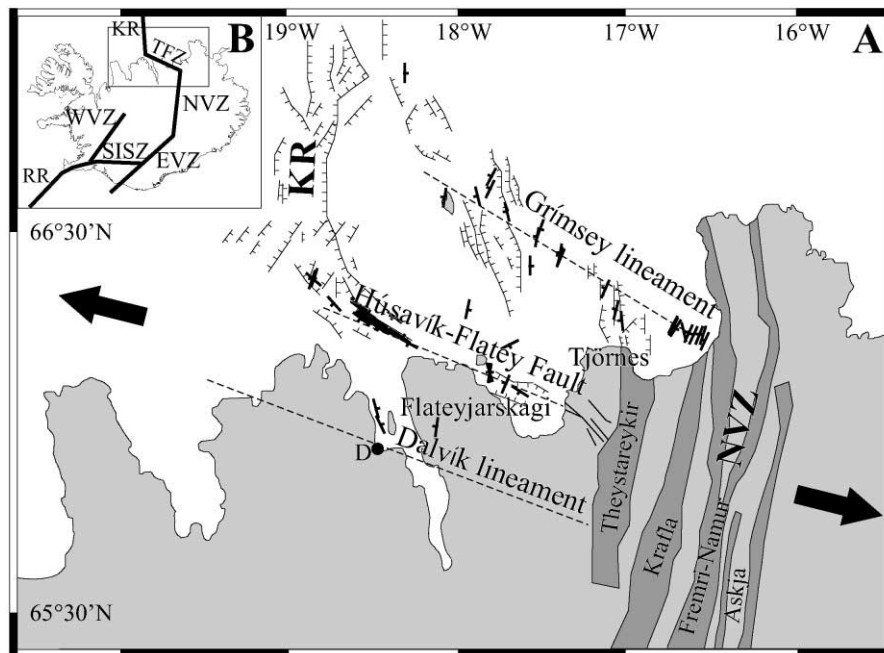 KR
B
TFZ
NVZ
WVZ
SISZ
EVZ
RR
19°W
18°W
17°W
16°W
A
66°30’N
65°30’N
KR
Grímsey lineament
Húsavík-Flatey Fault
Tjörnes
Flateyjarskagi
D
Dalvík lineament
Theystareykir
Krafla
Fremri-Namur
Askja
NVZ